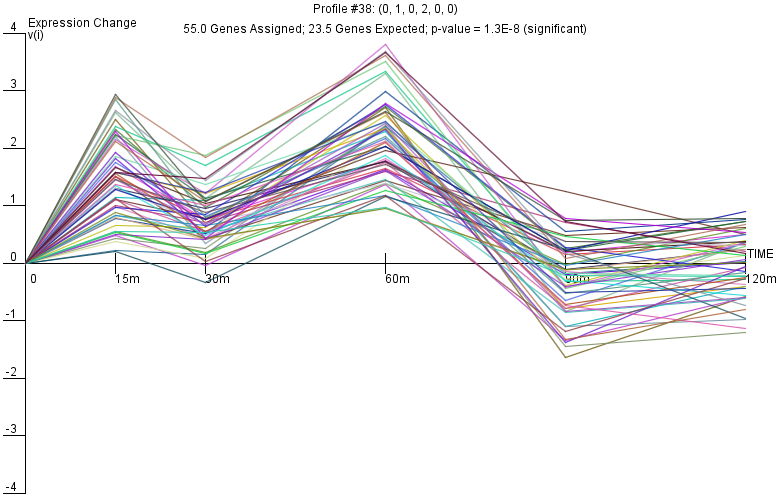 Profile #38: (0, 1, 0, 2, 0, 0)
Expression Change
v(i)
55.0 Genes Assigned; 23.5 Genes Expected; p-value = 1.3E-8 (significant)
4
3
2
1
0
-1
-2
-3
-4
TIME
0 15m 30m 60m 90m 120m